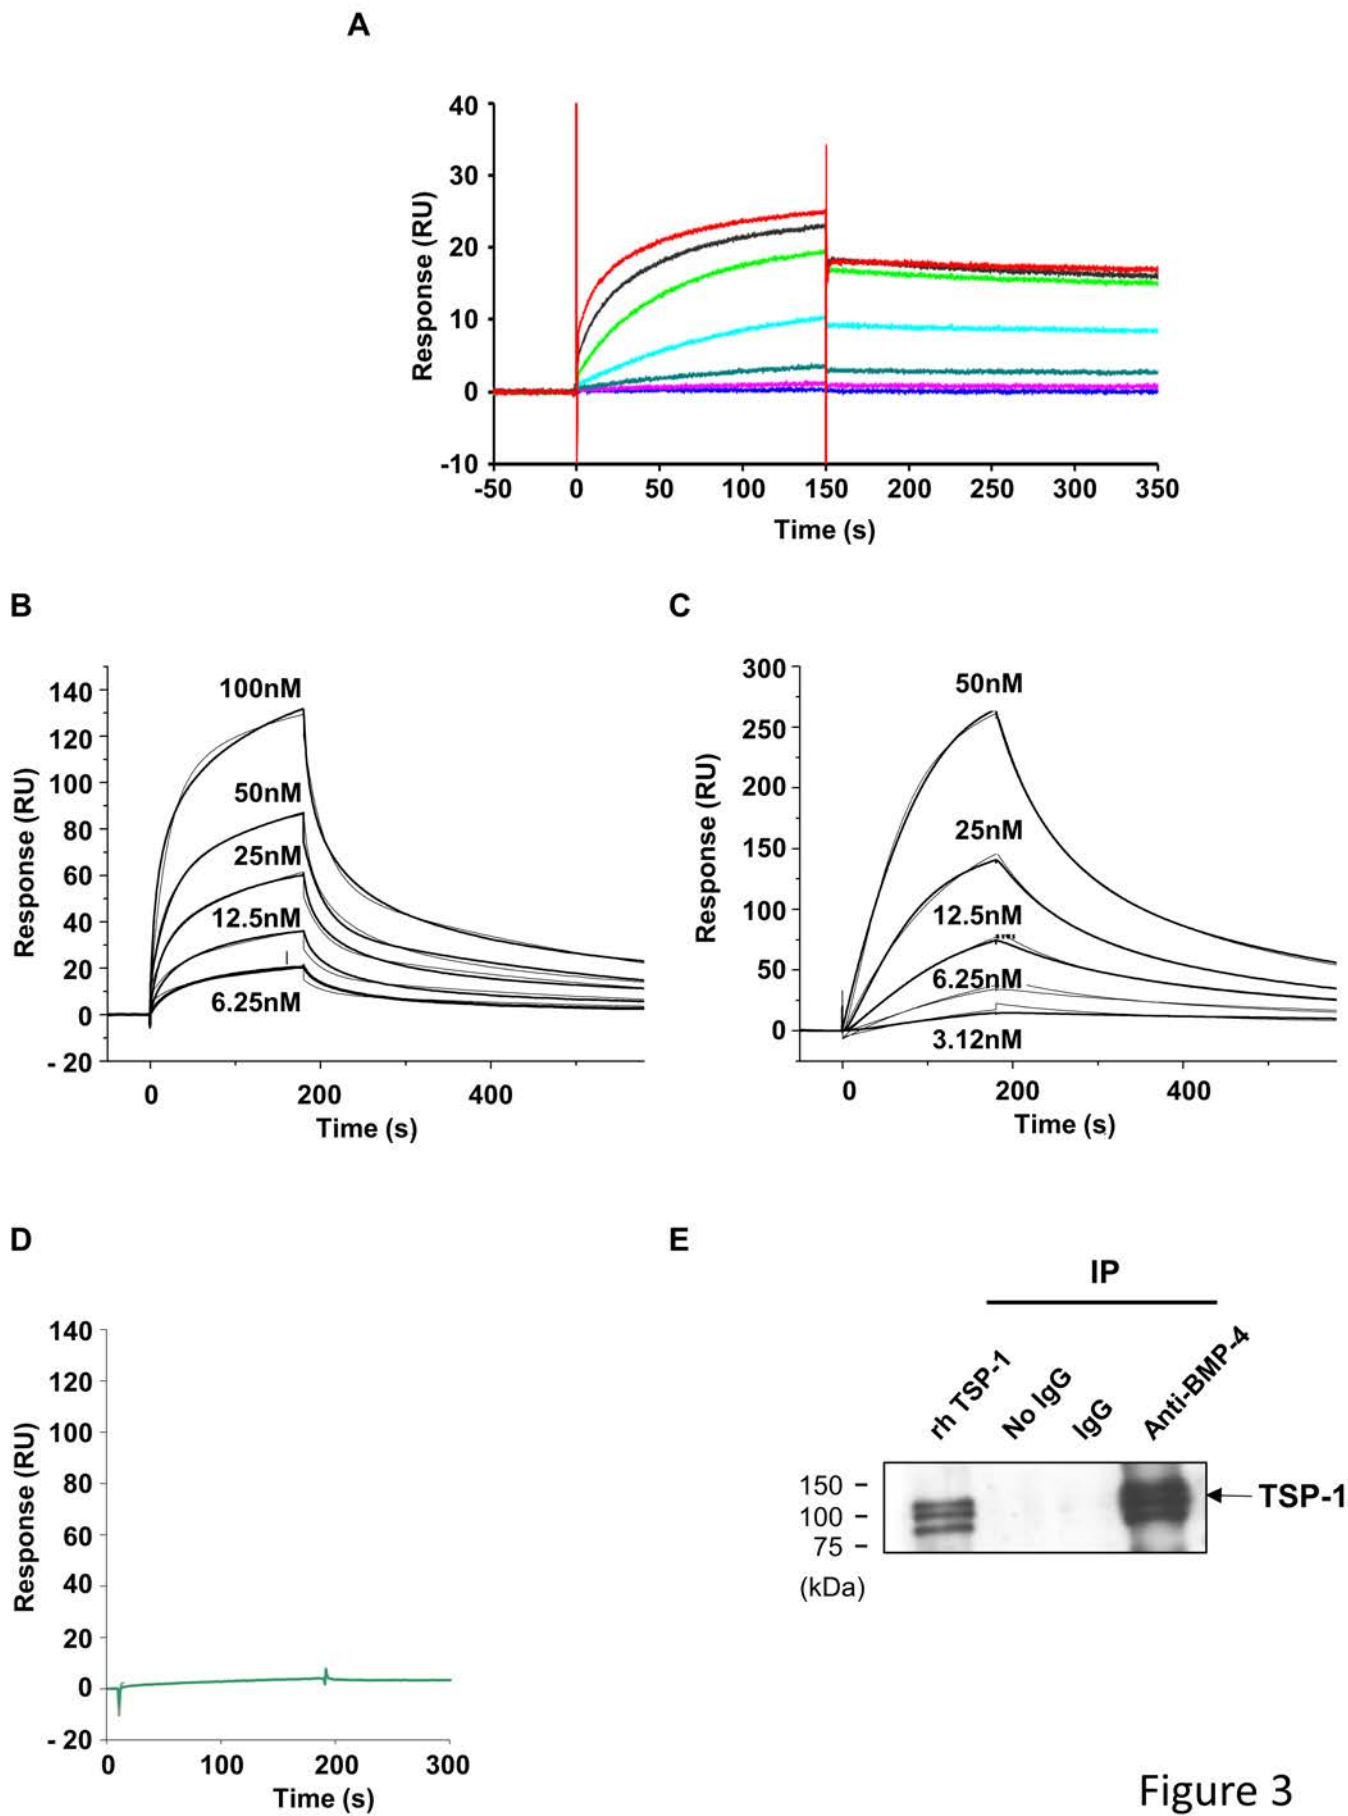 A
40
30
20
10
0
-10
Response (RU)
-50 0 50 100 150 200 250 300 350
Time (s)
B
140
120
100
80
60
40
20
0
- 20
Response (RU)
100nM
50nM
25nM
12.5nM
6.25nM
0 200 400
Time (s)
C
300
250
200
150
100
50
0
Response (RU)
50nM
25nM
12.5nM
6.25nM
3.12nM
0 200 400
Time (s)
D
140
120
100
80
60
40
20
0
- 20
Response (RU)
0 100 200 300
Time (s)
E
IP
rh TSP-1
No IgG
IgG
Anti-BMP-4
150
100
75
(kDa)
TSP-1
Figure 3